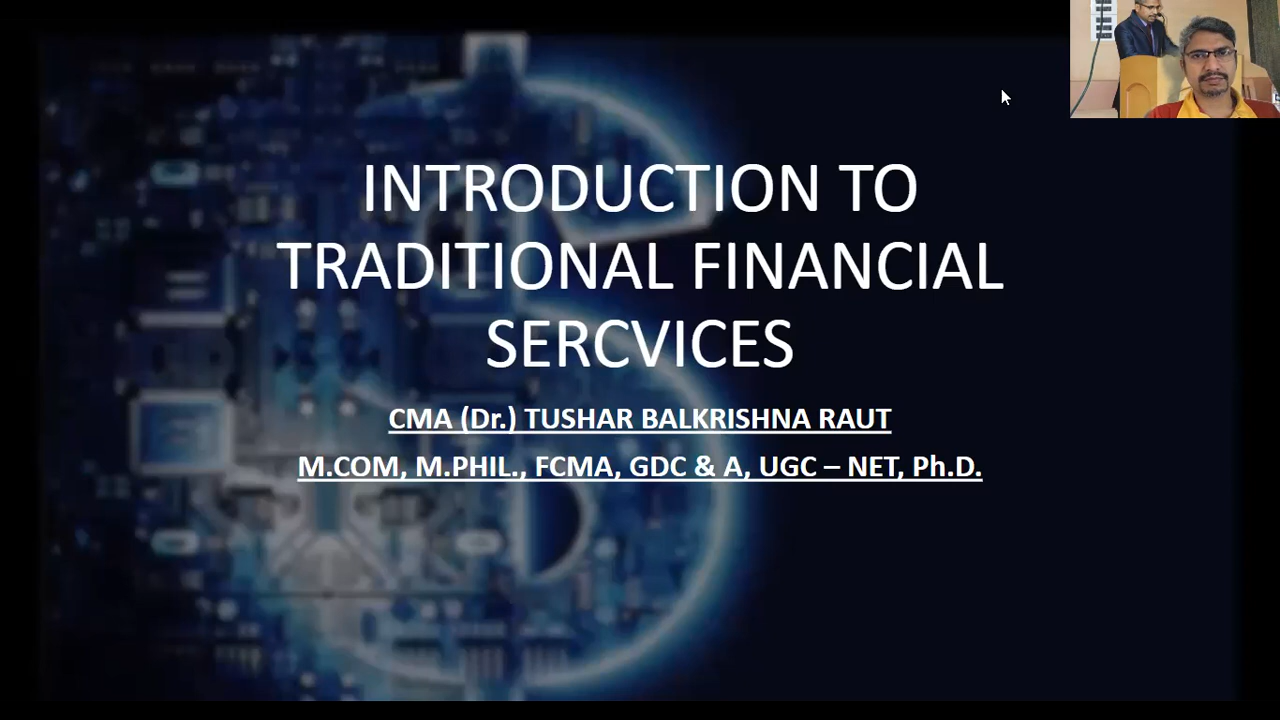 INTRODUCTION TO
TRADITIONAL FINANCIAL
SERCVICES
CMA (Dr.) TUSHAR BALKRISHNA RAUT
M.COM, M.PHIL., FCMA, GDC & A, UGC – NET, Ph.D.